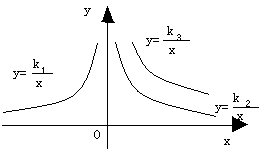 y
y= k₃/x
y= k₁/x
y= k₂/x
0
x